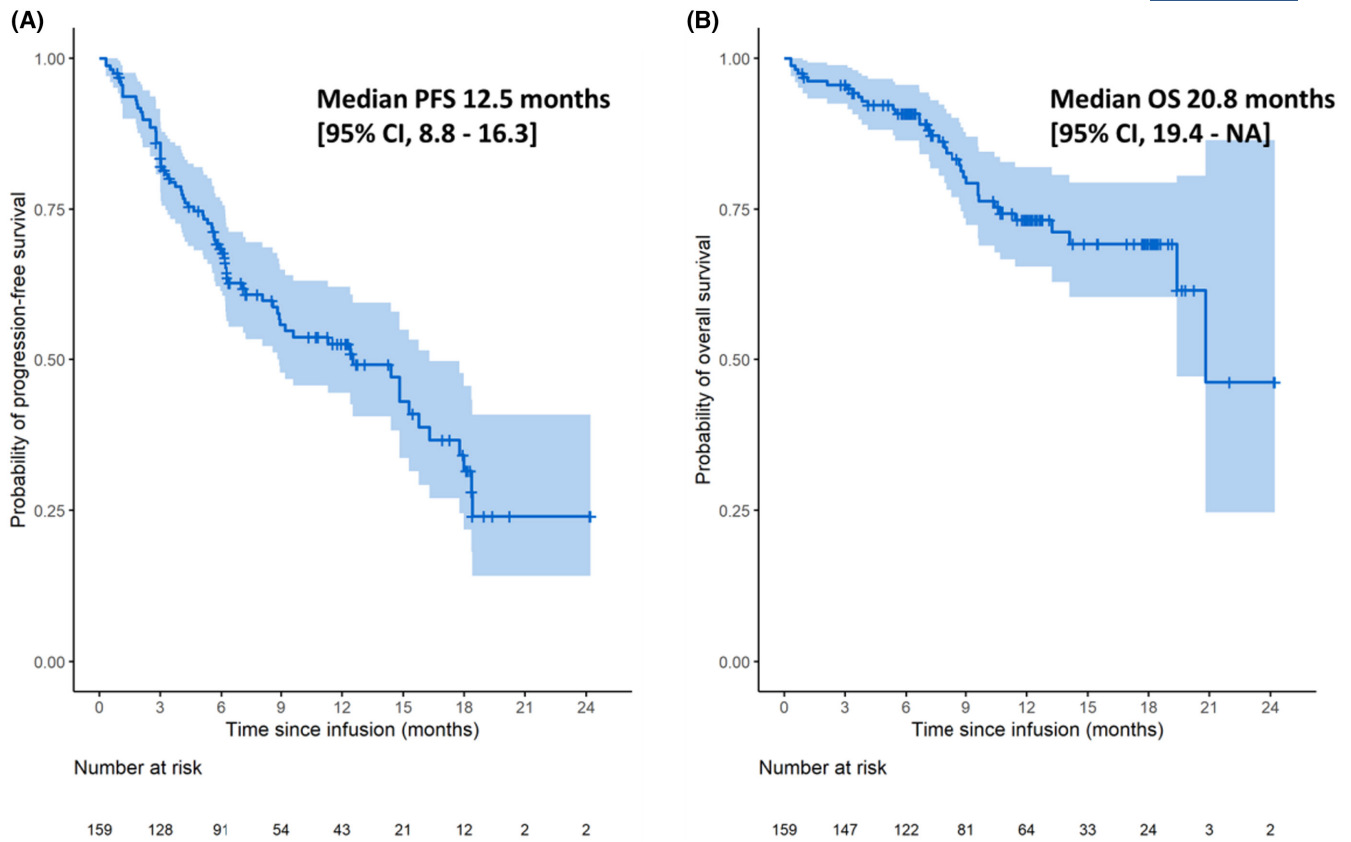 (A)
Probability of progression-free survival
1.00
0.75
0.50
0.25
0.00
Median PFS 12.5 months
[95% CI, 8.8 - 16.3]
0 3 6 9 12 15 18 21 24
Time since infusion (months)
Number at risk
159 128 91 54 43 21 12 2 2
(B)
Probability of overall survival
1.00
0.75
0.50
0.25
0.00
Median OS 20.8 months
[95% CI, 19.4 - NA]
0 3 6 9 12 15 18 21 24
Time since infusion (months)
Number at risk
159 147 122 81 64 33 24 3 2